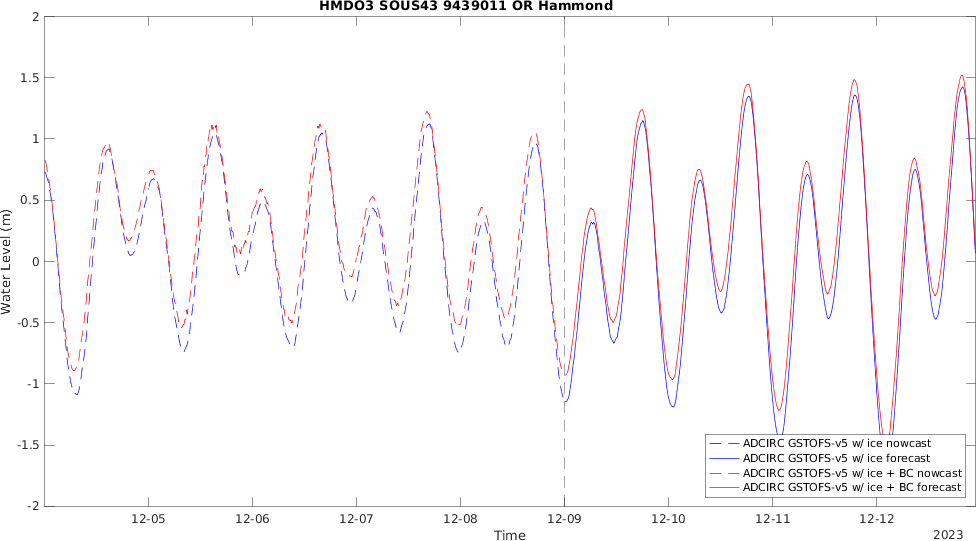 HMDO3 SOUS43 9439011 OR Hammond
2
1.5
1
0.5
0
-0.5
-1
-1.5
-2
Water Level (m)
12-05 12-06 12-07 12-08 12-09 12-10 12-11 12-12
Time
2023
ADCIRC GSTOFS-v5 w/ ice nowcast
ADCIRC GSTOFS-v5 w/ ice forecast
ADCIRC GSTOFS-v5 w/ ice + BC nowcast
ADCIRC GSTOFS-v5 w/ ice + BC forecast